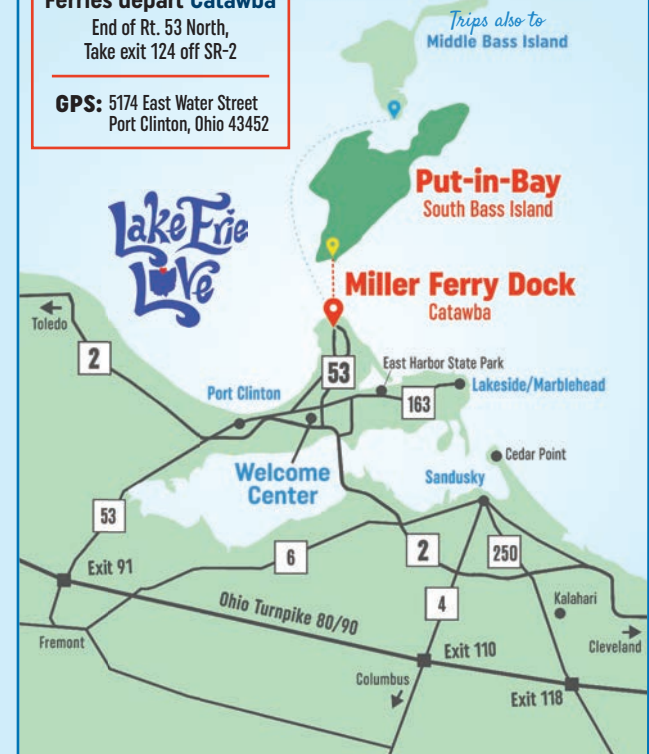 Ferries depart Catawba
End of Rt. 53 North,
Take exit 124 off SR-2
GPS: 5174 East Water Street
Port Clinton, Ohio 43452
Trips also to
Middle Bass Island
Put-in-Bay
South Bass Island
Lake Erie
Love
Miller Ferry Dock
Catawba
Toledo
2
53
East Harbor State Park
Port Clinton
Lakeside/Marblehead
163
Welcome
Center
Cedar Point
Sandusky
53
6
2
250
Exit 91
4
Kalahari
Ohio Turnpike 80/90
Fremont
Cleveland
Exit 110
Columbus
Exit 118